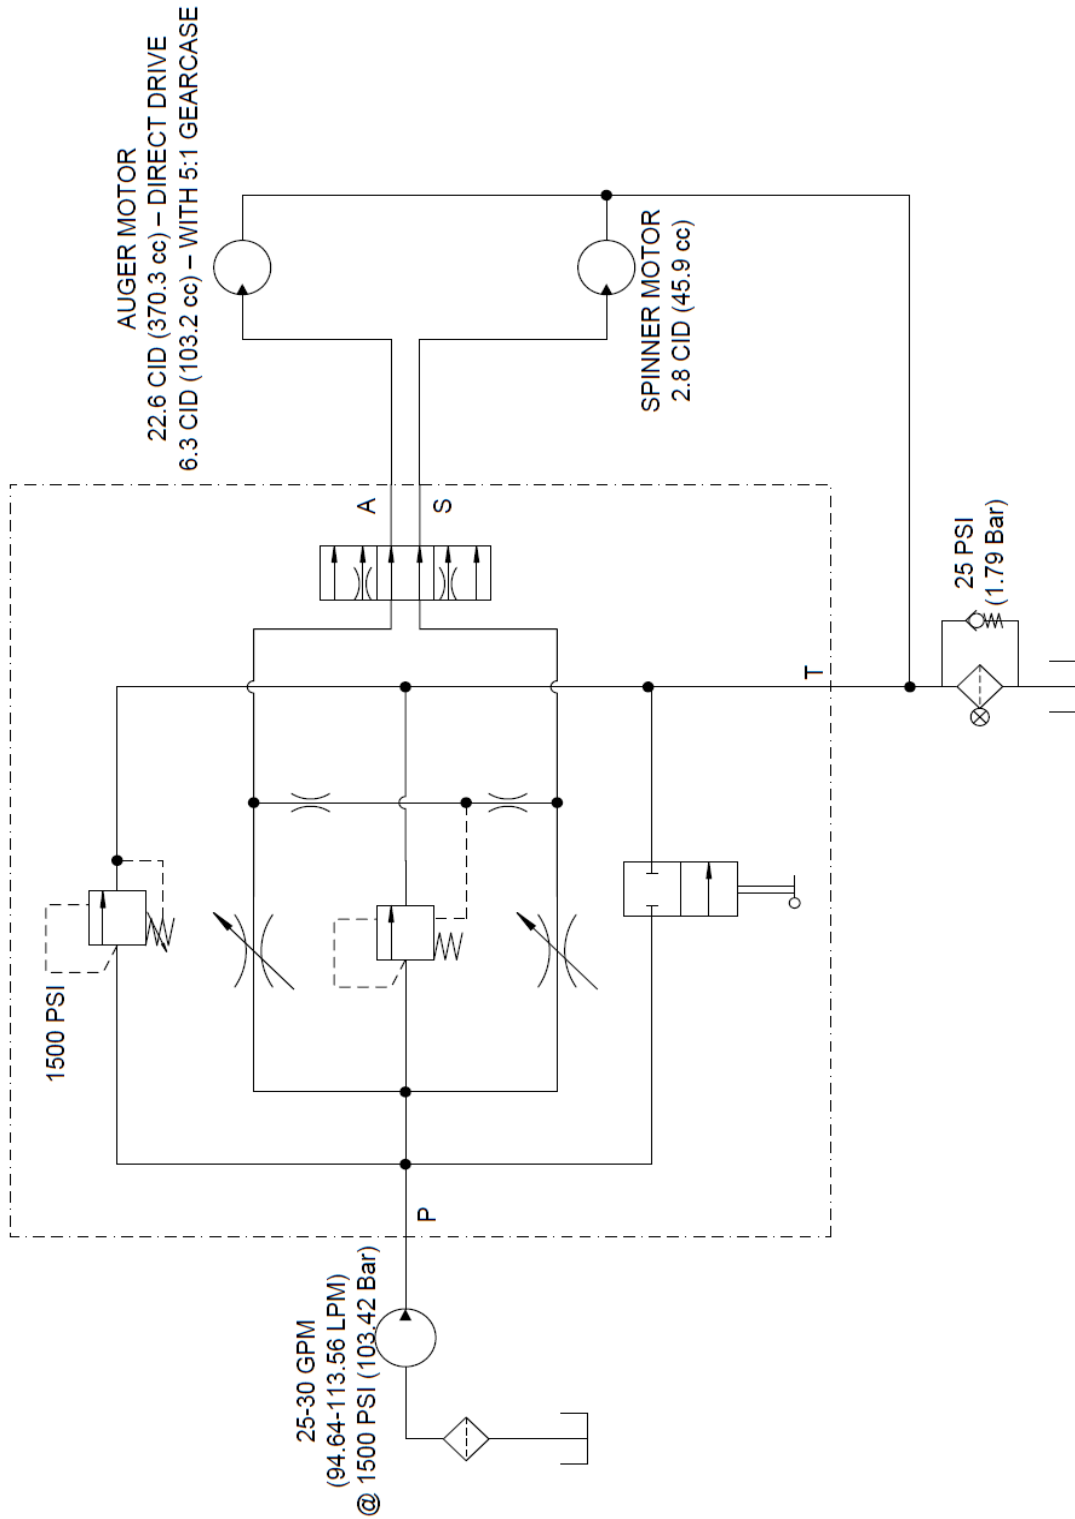 AUGER MOTOR
22.6 CID (370.3 cc) – DIRECT DRIVE
6.3 CID (103.2 cc) – WITH 5:1 GEARCASE
SPINNER MOTOR
2.8 CID (45.9 cc)
A
S
25 PSI
(1.79 Bar)
T
1500 PSI
P
25-30 GPM
(94.64-113.56 LPM)
@ 1500 PSI (103.42 Bar)